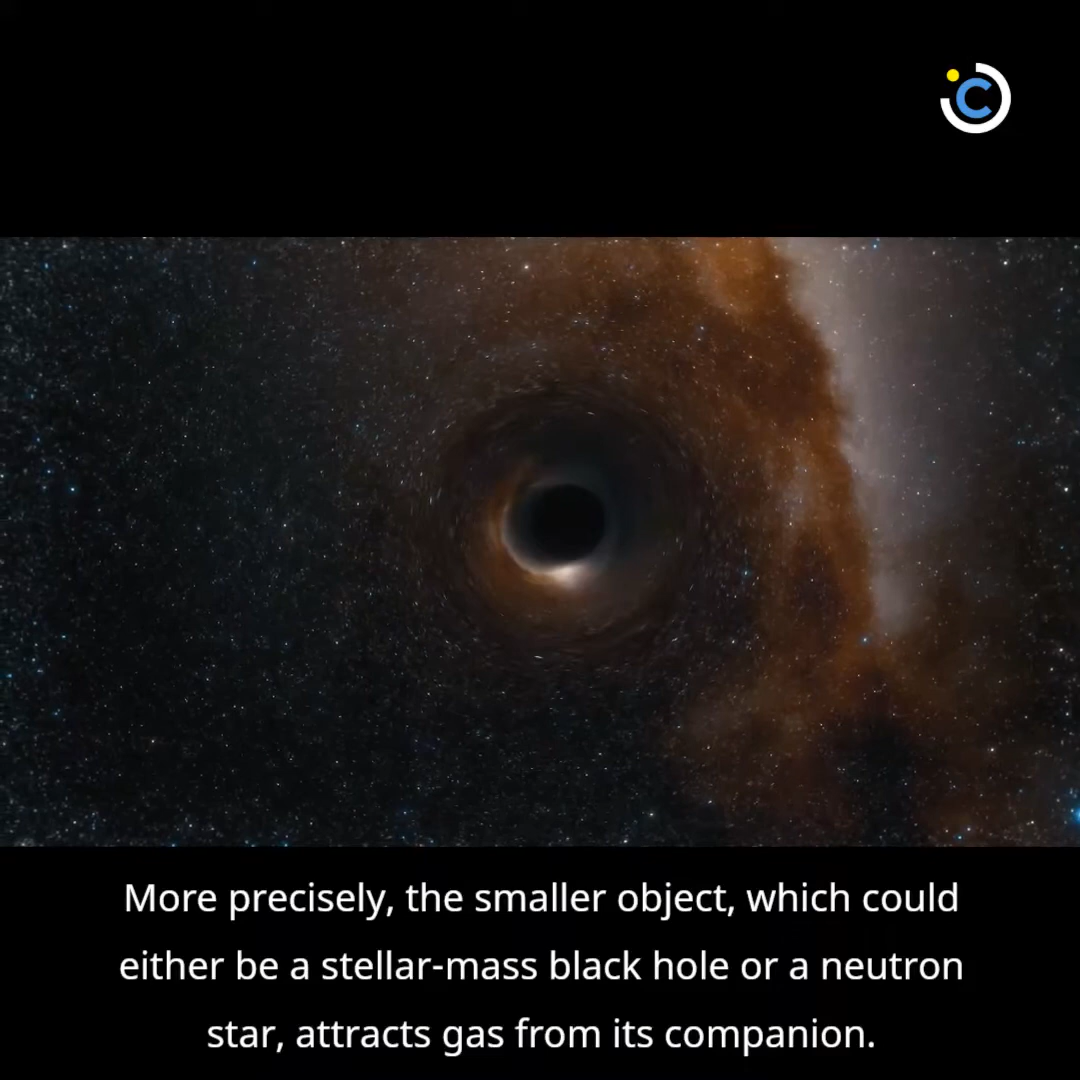 More precisely, the smaller object, which could
either be a stellar-mass black hole or a neutron
star, attracts gas from its companion.